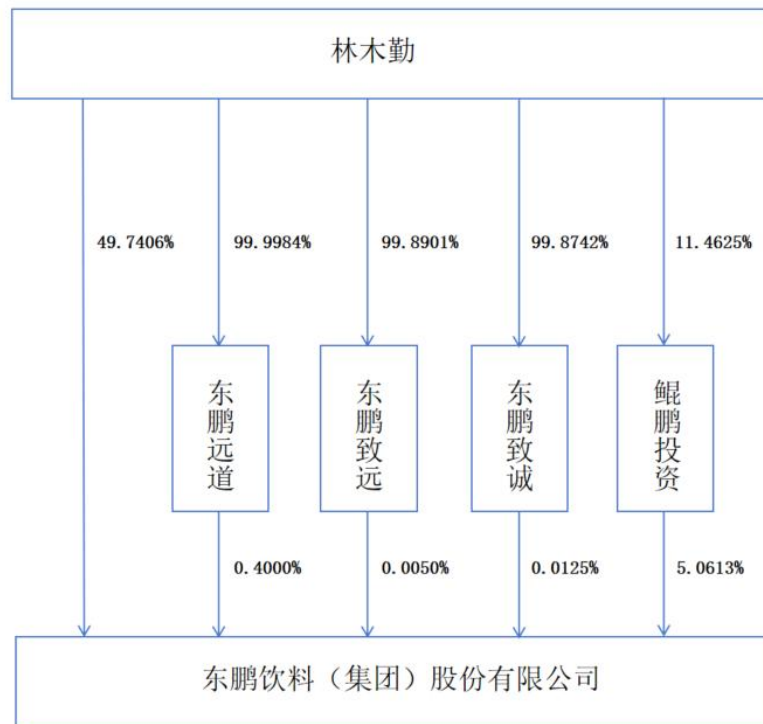 林木勤
49.7406%
99.9984%
99.8901%
99.8742%
11.4625%
东鹏远道
东鹏致远
东鹏致诚
鲲鹏投资
0.4000%
0.0050%
0.0125%
5.0613%
东鹏饮料（集团）股份有限公司